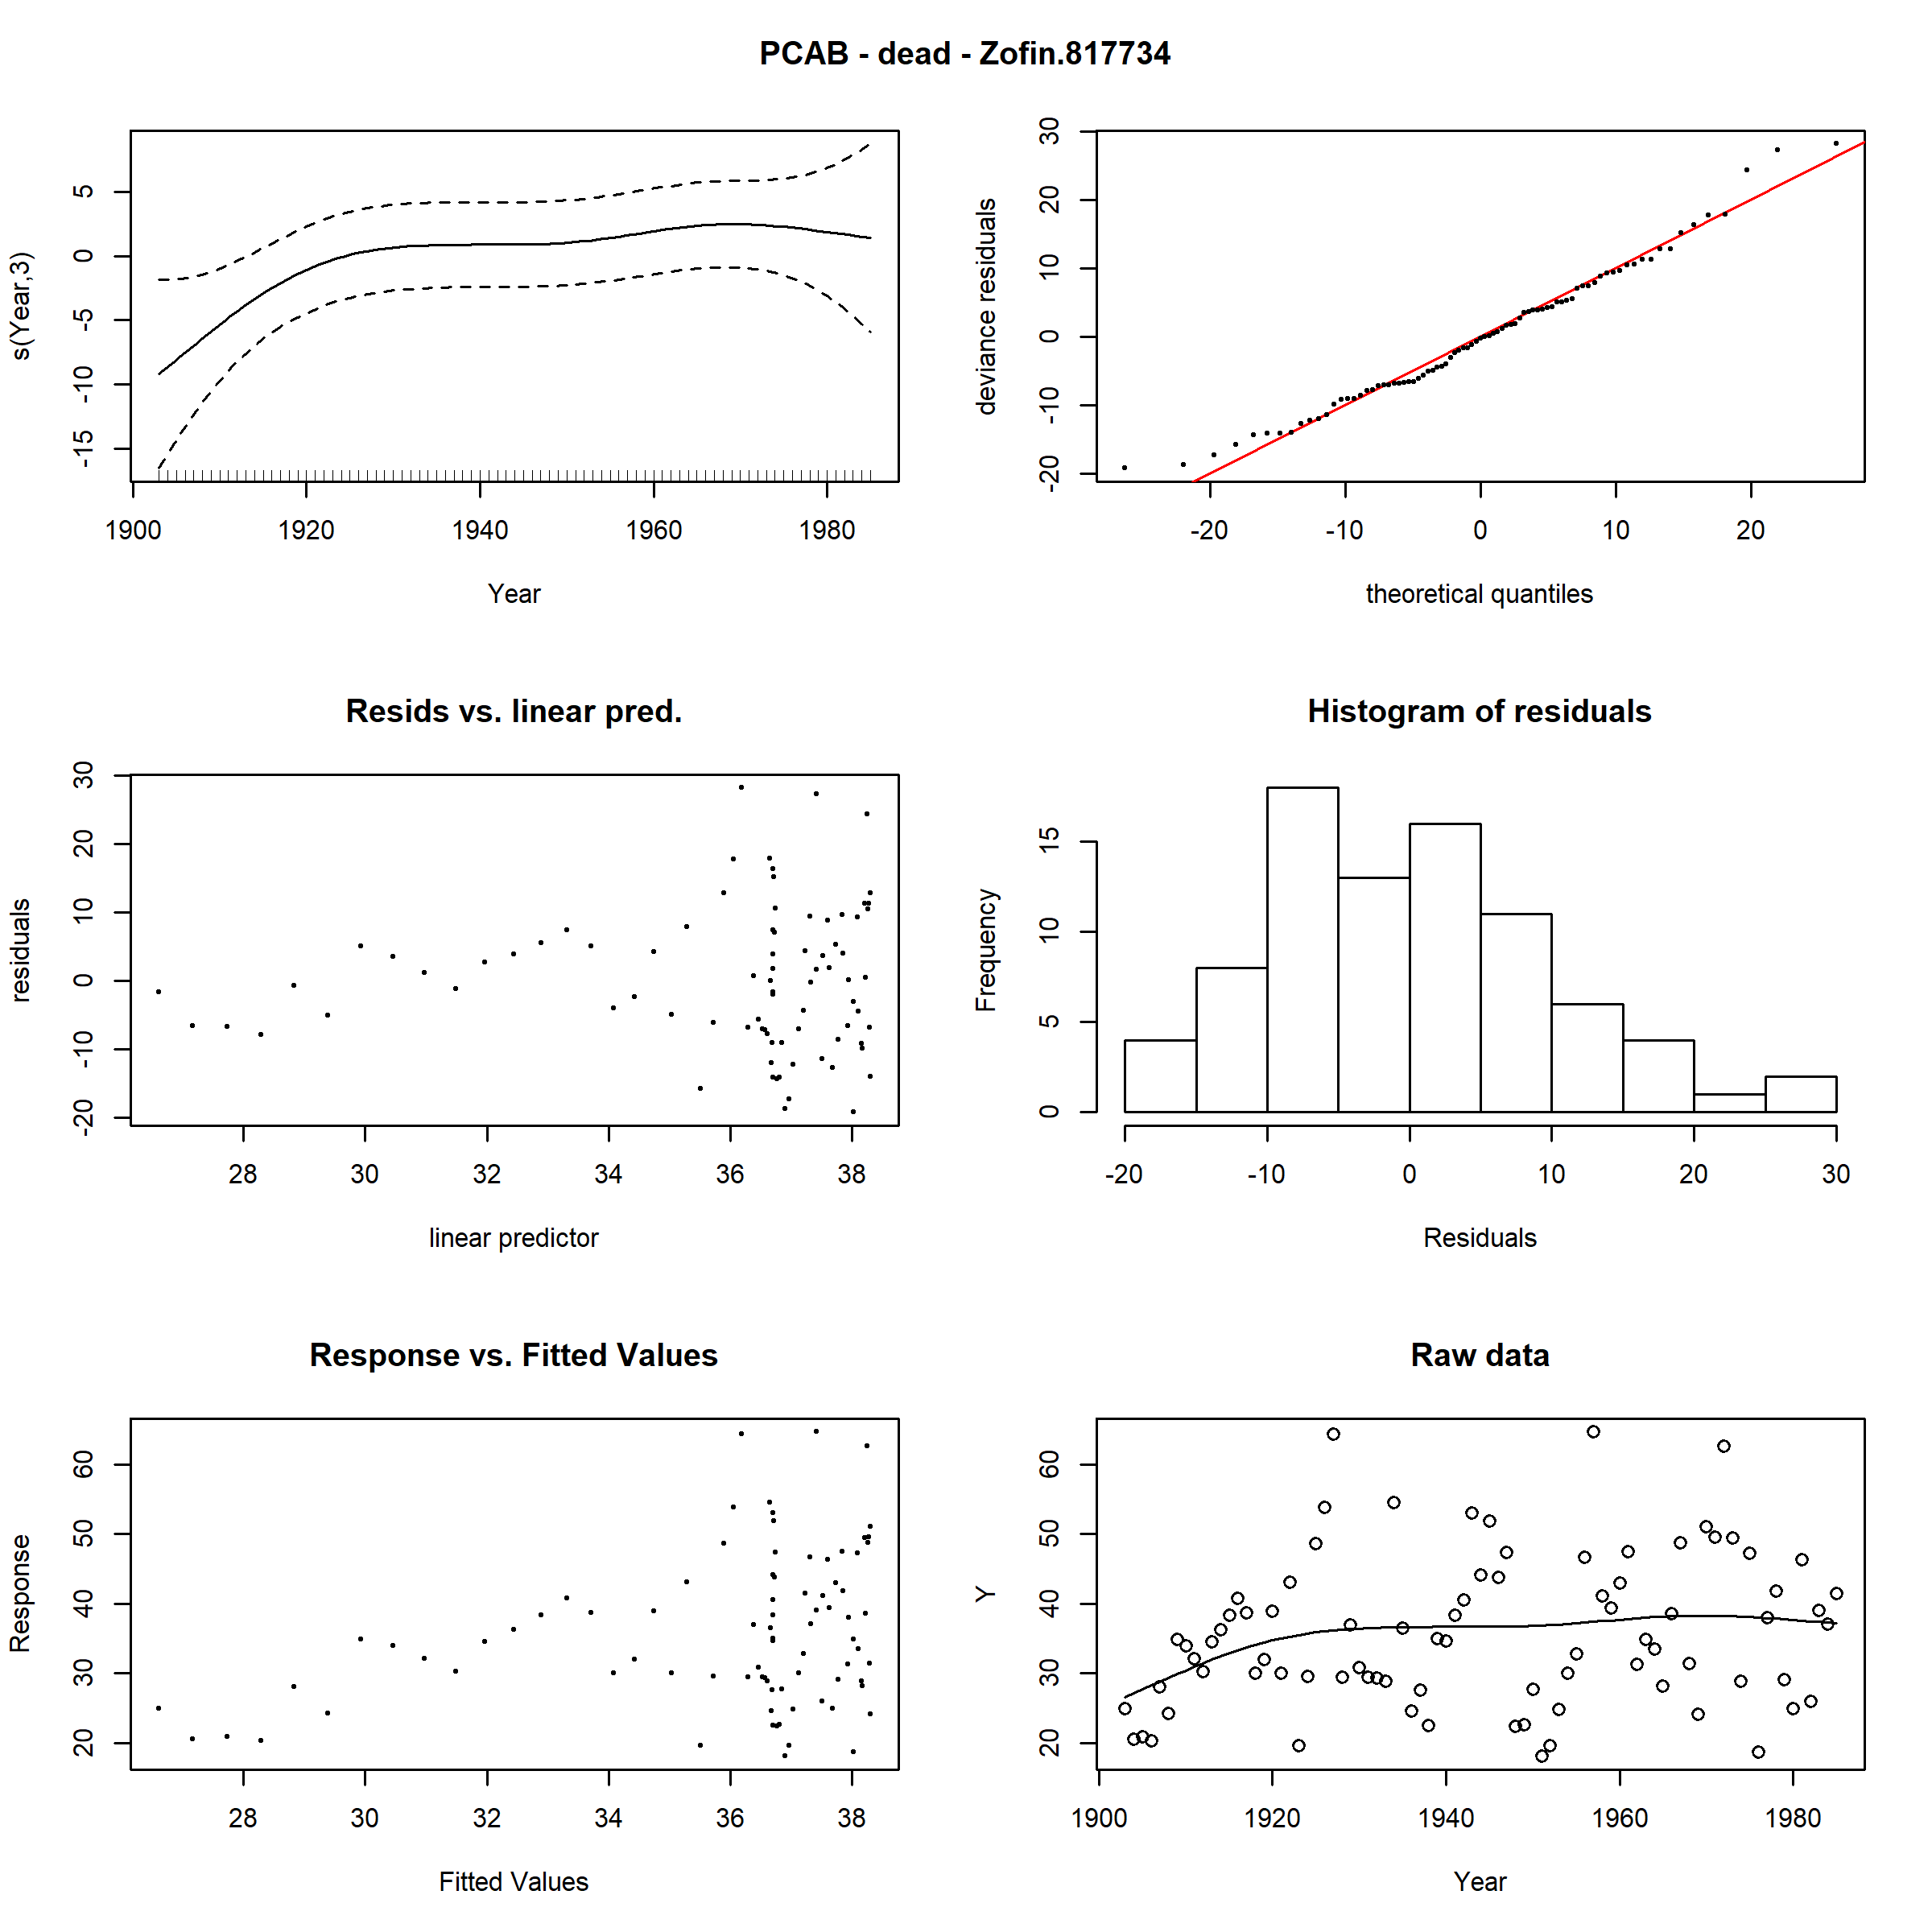 PCAB - dead - Zofin.817734
s(Year,3)
5
0
-5
-10
-15
1900 1920 1940 1960 1980
Year
deviance residuals
30
20
10
0
-10
-20
-20 -10 0 10 20
theoretical quantiles
Resids vs. linear pred.
residuals
30
20
10
0
-10
-20
28 30 32 34 36 38
linear predictor
Histogram of residuals
Frequency
15
10
5
0
-20 -10 0 10 20 30
Residuals
Response vs. Fitted Values
Response
60
50
40
30
20
28 30 32 34 36 38
Fitted Values
Raw data
Y
60
50
40
30
20
1900 1920 1940 1960 1980
Year